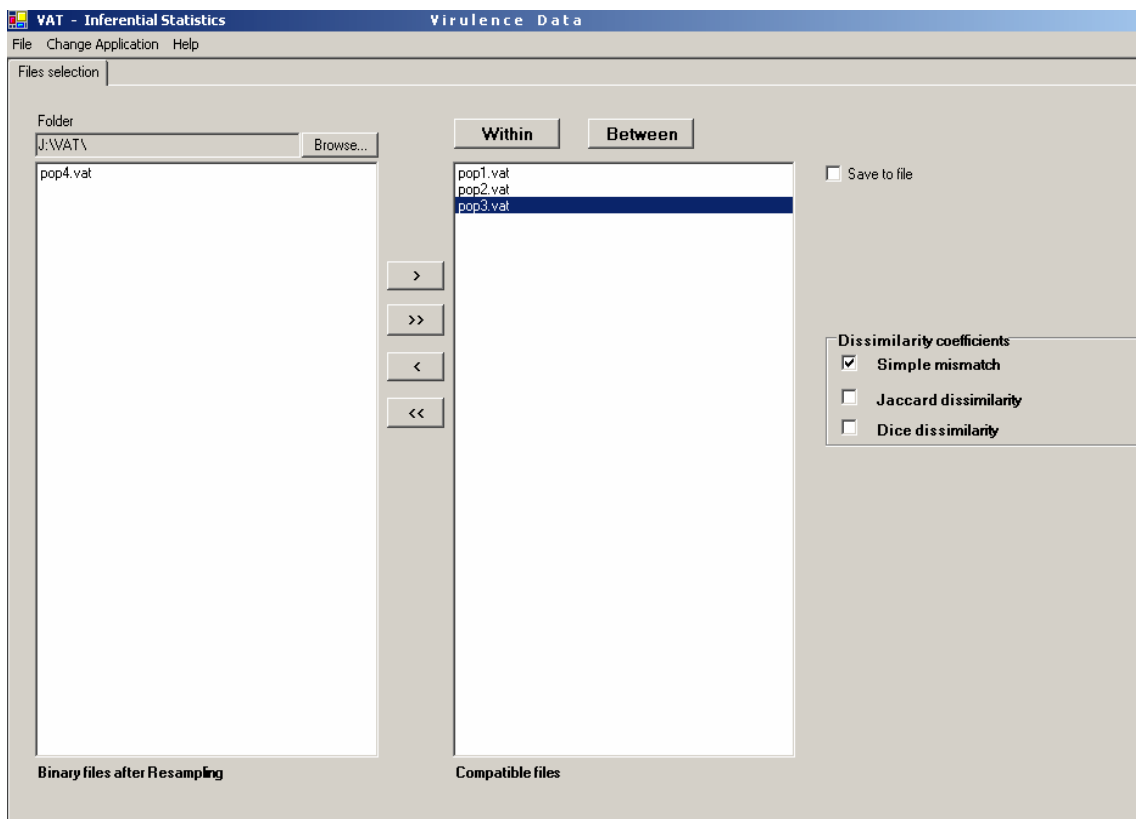 VAT - Inferential Statistics Virulence Data
File Change Application Help
Files selection
Folder
J:\VAT\ Browse...
Within Between
pop4.vat
pop1.vat
pop2.vat
pop3.vat
Save to file
>
>>
<
<<
Dissimilarity coefficients
Simple mismatch
Jaccard dissimilarity
Dice dissimilarity
Binary files after Resampling
Compatible files